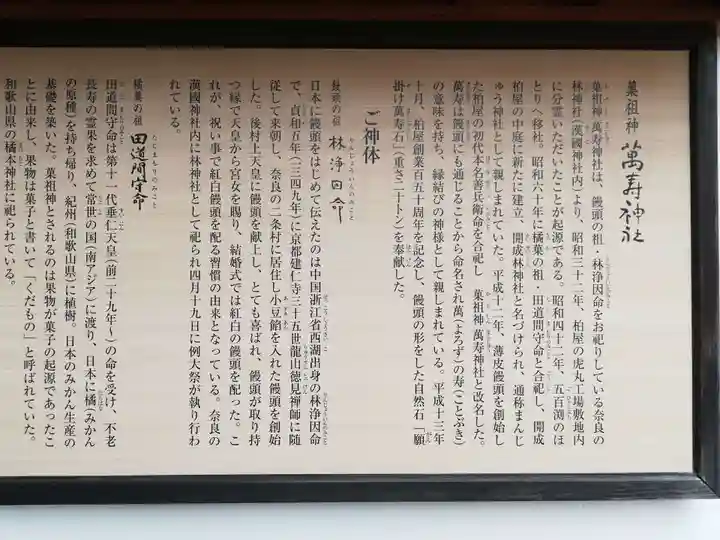 菓祖神 萬寿神社
菓祖神萬寿神社は、饅頭の祖・林浄因命をお祀りしている奈良の
林神社(漢國神社内)より、昭和三十二年、柏屋の虎丸工場敷地内
に分霊いただいたことが起源である。昭和四十二年、五百渕のほ
とりへ移社。昭和六十年に橘菓の祖・田道間守命と合祀し、開成
柏屋の中庭に新たに建立、開成林神社と名づけられ、通称まんじ
ゅう神社として親しまれていた。平成十二年、薄皮饅頭を創始し
た柏屋の初代本名善兵衛命を合祀し 菓祖神 萬寿神社と改名した。
萬寿は饅頭にも通じることから命名され萬(よろず)の寿(ことぶき)
の意味を持ち、縁結びの神様として親しまれている。平成十三年
十月、柏屋創業百五十周年を記念し、饅頭の形をした自然石「願
掛け萬寿石」(重さ二十トン)を奉献した。
ご神体
饅頭の祖 林浄因命 りんじょういんのみこと
日本に饅頭をはじめて伝えたのは中国浙江省西湖出身の林浄因命
で、貞和五年(一三四九年)に京都建仁寺三十五世龍山徳見禅師に随
従して来朝し、奈良の二条村に居住し小豆餡を入れた饅頭を創始
した。後村上天皇に饅頭を献上し、とても喜ばれ、饅頭が取り持
つ縁で天皇から宮女を賜り、結婚式では紅白の饅頭を配った。こ
れが、祝い事で紅白饅頭を配る習慣の由来となっている。奈良の
漢國神社内に林神社として祀られ四月十九日に例大祭が執り行わ
れている。
橘菓の祖 田道間守命 たじまもりのみこと
田道間守命は第十一代垂仁天皇(前二十九年〜)の命を受け、不老
長寿の霊果を求めて常世の国(南アジア)に渡り、日本に橘(みかん
の原種)を持ち帰り、紀州(和歌山県)に植樹。日本のみかん生産の
基礎を築いた。菓祖神とされるのは果物が菓子の起源であったこ
とに由来し、果物は菓子と書いて「くだもの」と呼ばれていた。
和歌山県の橘本神社に祀られている。